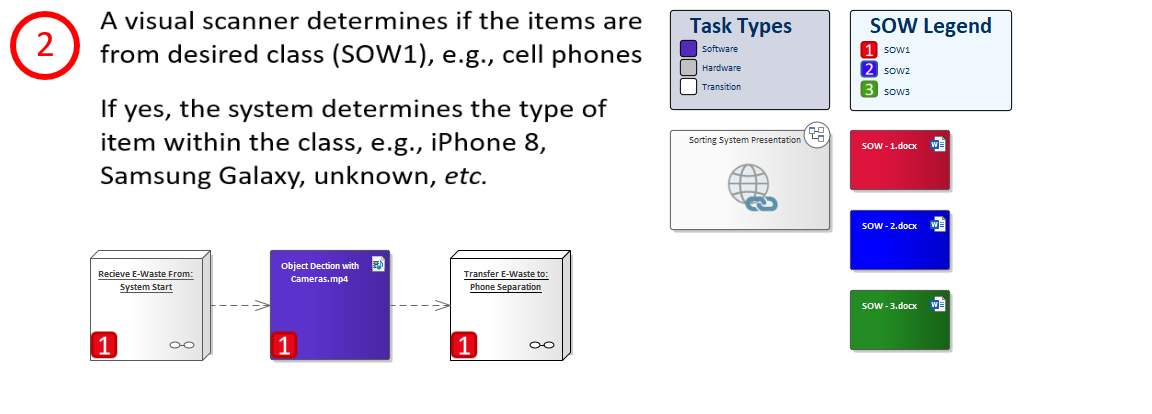 2
A visual scanner determines if the items are
from desired class (SOW1), e.g., cell phones
If yes, the system determines the type of
item within the class, e.g., iPhone 8,
Samsung Galaxy, unknown, etc.
Task Types
Software
Hardware
Transition
SOW Legend
1 SOW1
2 SOW2
3 SOW3
Sorting System Presentation
SOW - 1.docx
SOW - 2.docx
SOW - 3.docx
Recieve E-Waste From:
System Start
1
Object Dection with
Cameras.mp4
1
Transfer E-Waste to:
Phone Separation
1